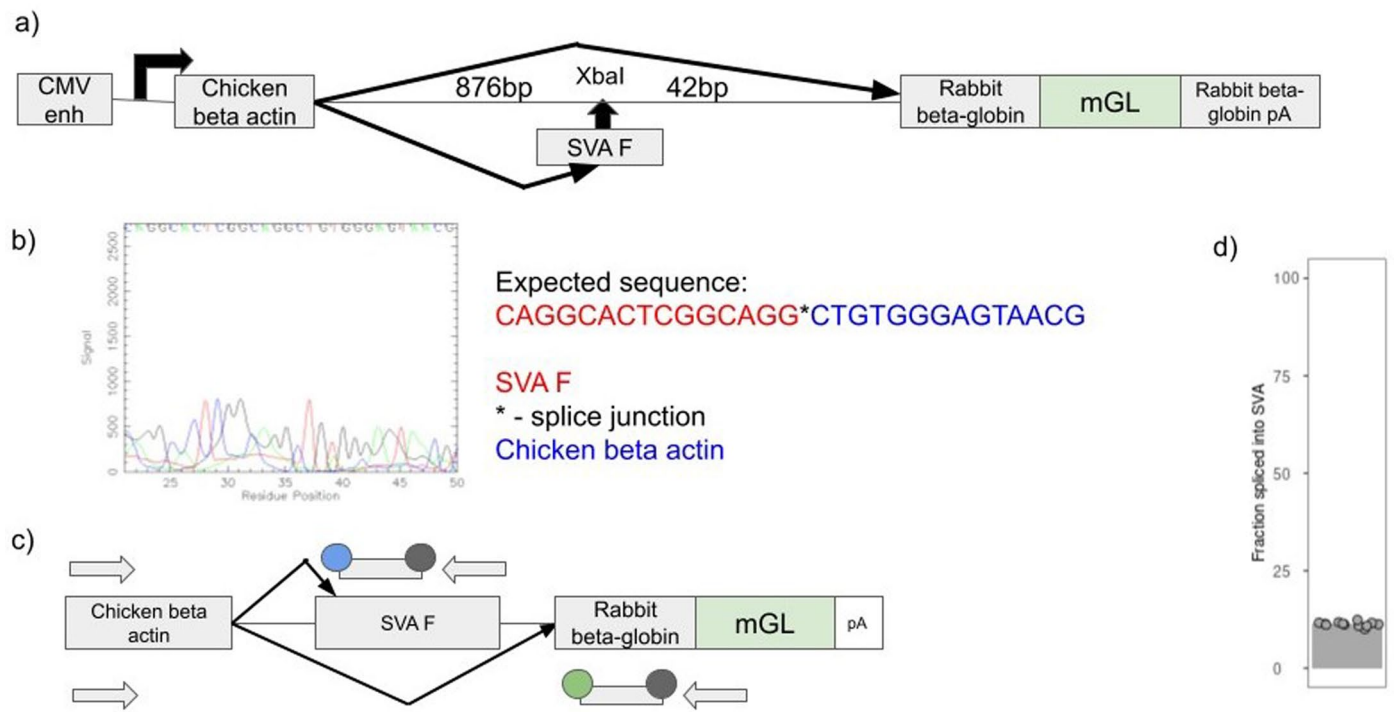 a)
CMV
enh
Chicken
beta actin
876bp
XbaI
42bp
SVA F
Rabbit
beta-globin
mGL
Rabbit beta-
globin pA
b)
2500
2000
1500
1000
500
0
Signal
25
30
35
40
45
50
Residue Position
Expected sequence:
CAGGCACTCGGCAGG*CTGTGGGAGTAACG
SVA F
* - splice junction
Chicken beta actin
c)
Chicken beta
actin
SVA F
Rabbit
beta-globin
mGL
pA
d)
Fraction spliced into SVA
100
75
50
25
0